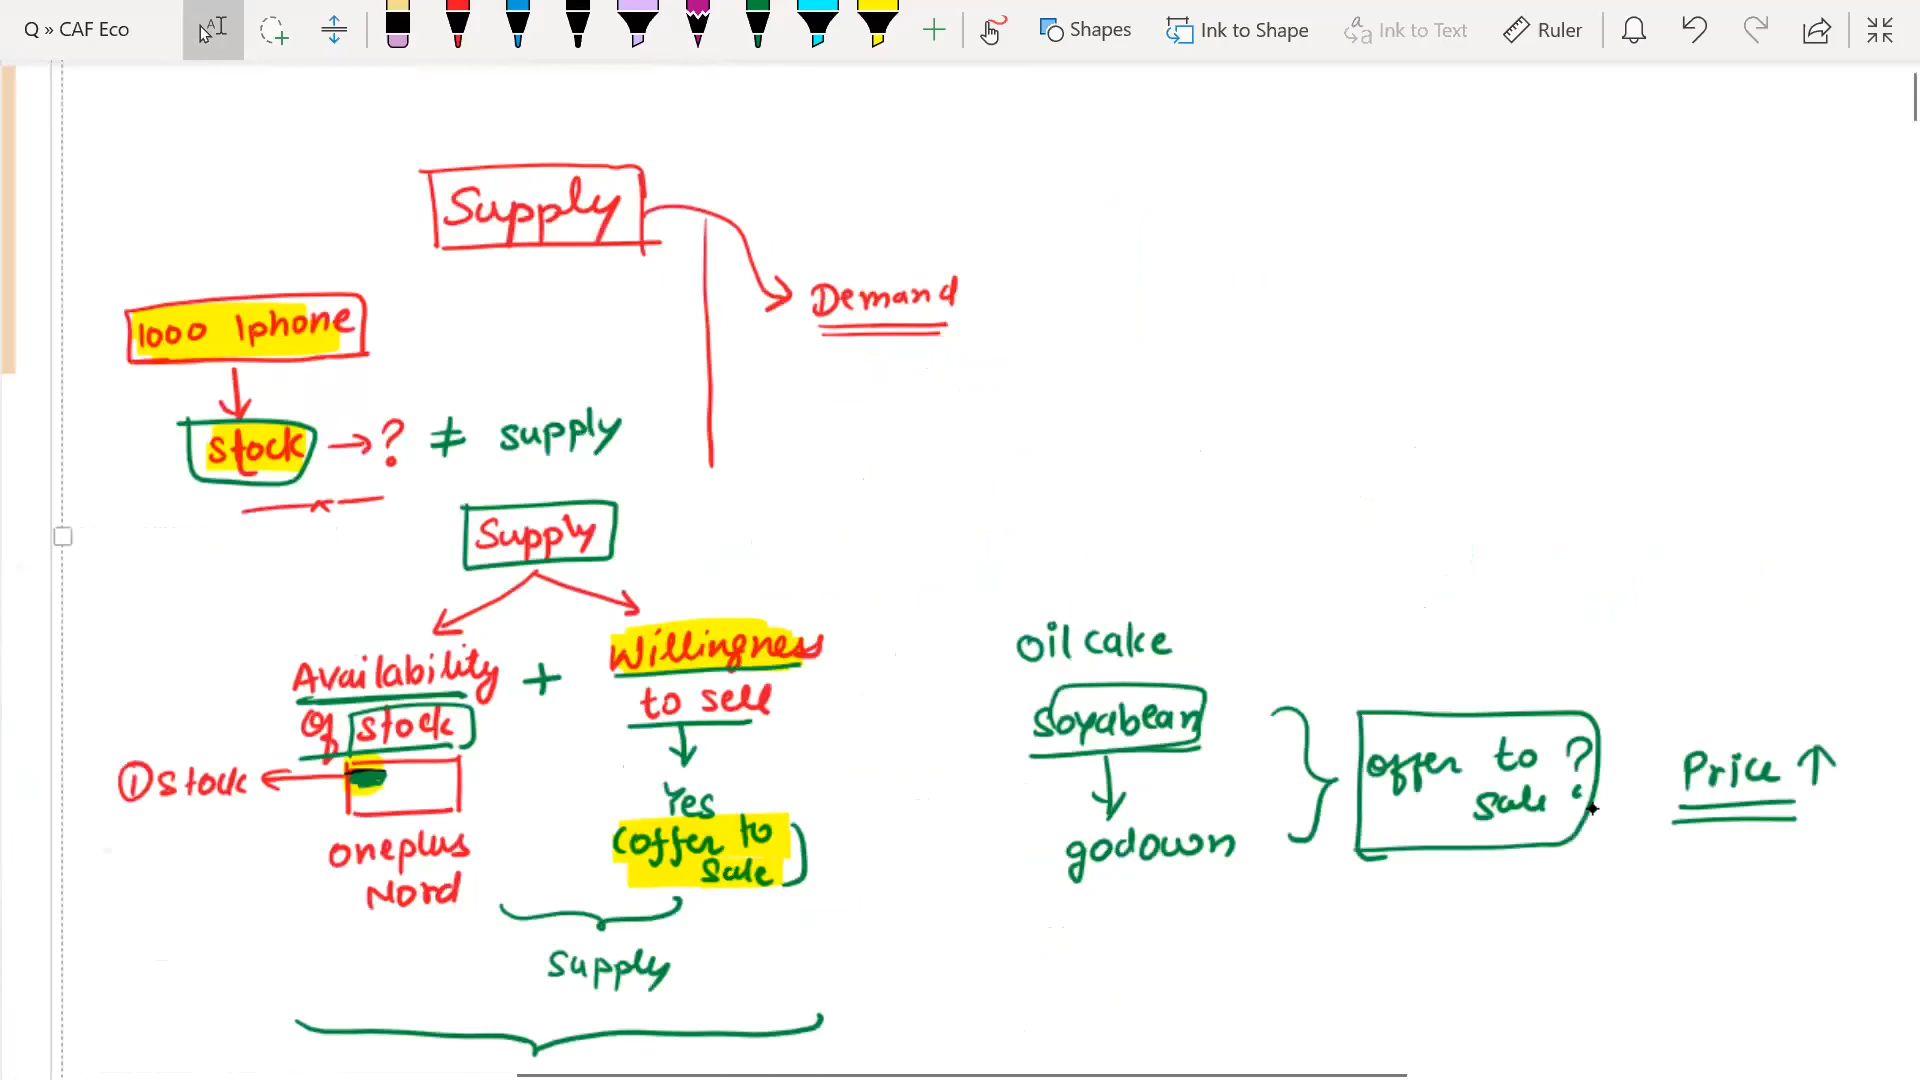 Q » CAF Eco
Shapes
Ink to Shape
Ink to Text
Ruler
Supply
Demand
1000 Iphone
stock → ? ≠ supply
Supply
Availability + Willingness
of stock
to sell
① stock
Yes
(offer to
sale)
oneplus
Nord
supply
oil cake
soyabean
godown
offer to ?
sale
Price ↑